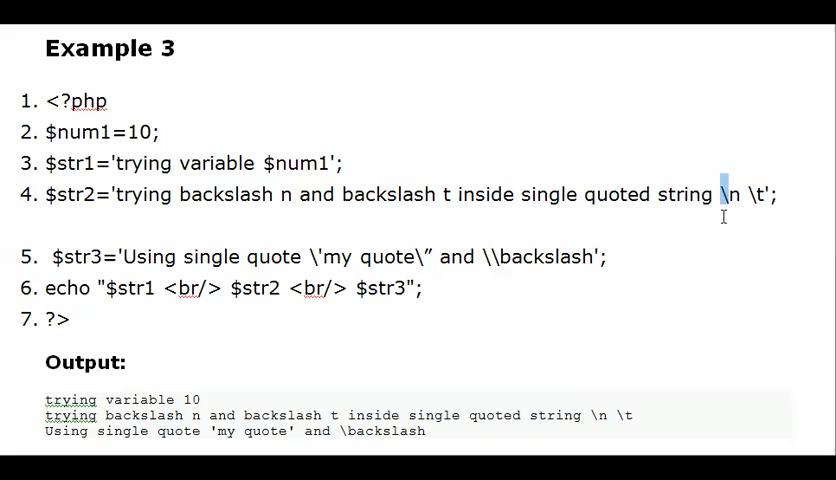 Example 3
1. <?php
2. $num1=10;
3. $str1='trying variable $num1';
4. $str2='trying backslash n and backslash t inside single quoted string \n \t';
5. $str3='Using single quote \'my quote\” and \\backslash';
6. echo "$str1 <br/> $str2 <br/> $str3";
7. ?>
Output:
trying variable 10
trying backslash n and backslash t inside single quoted string \n \t
Using single quote 'my quote' and \backslash